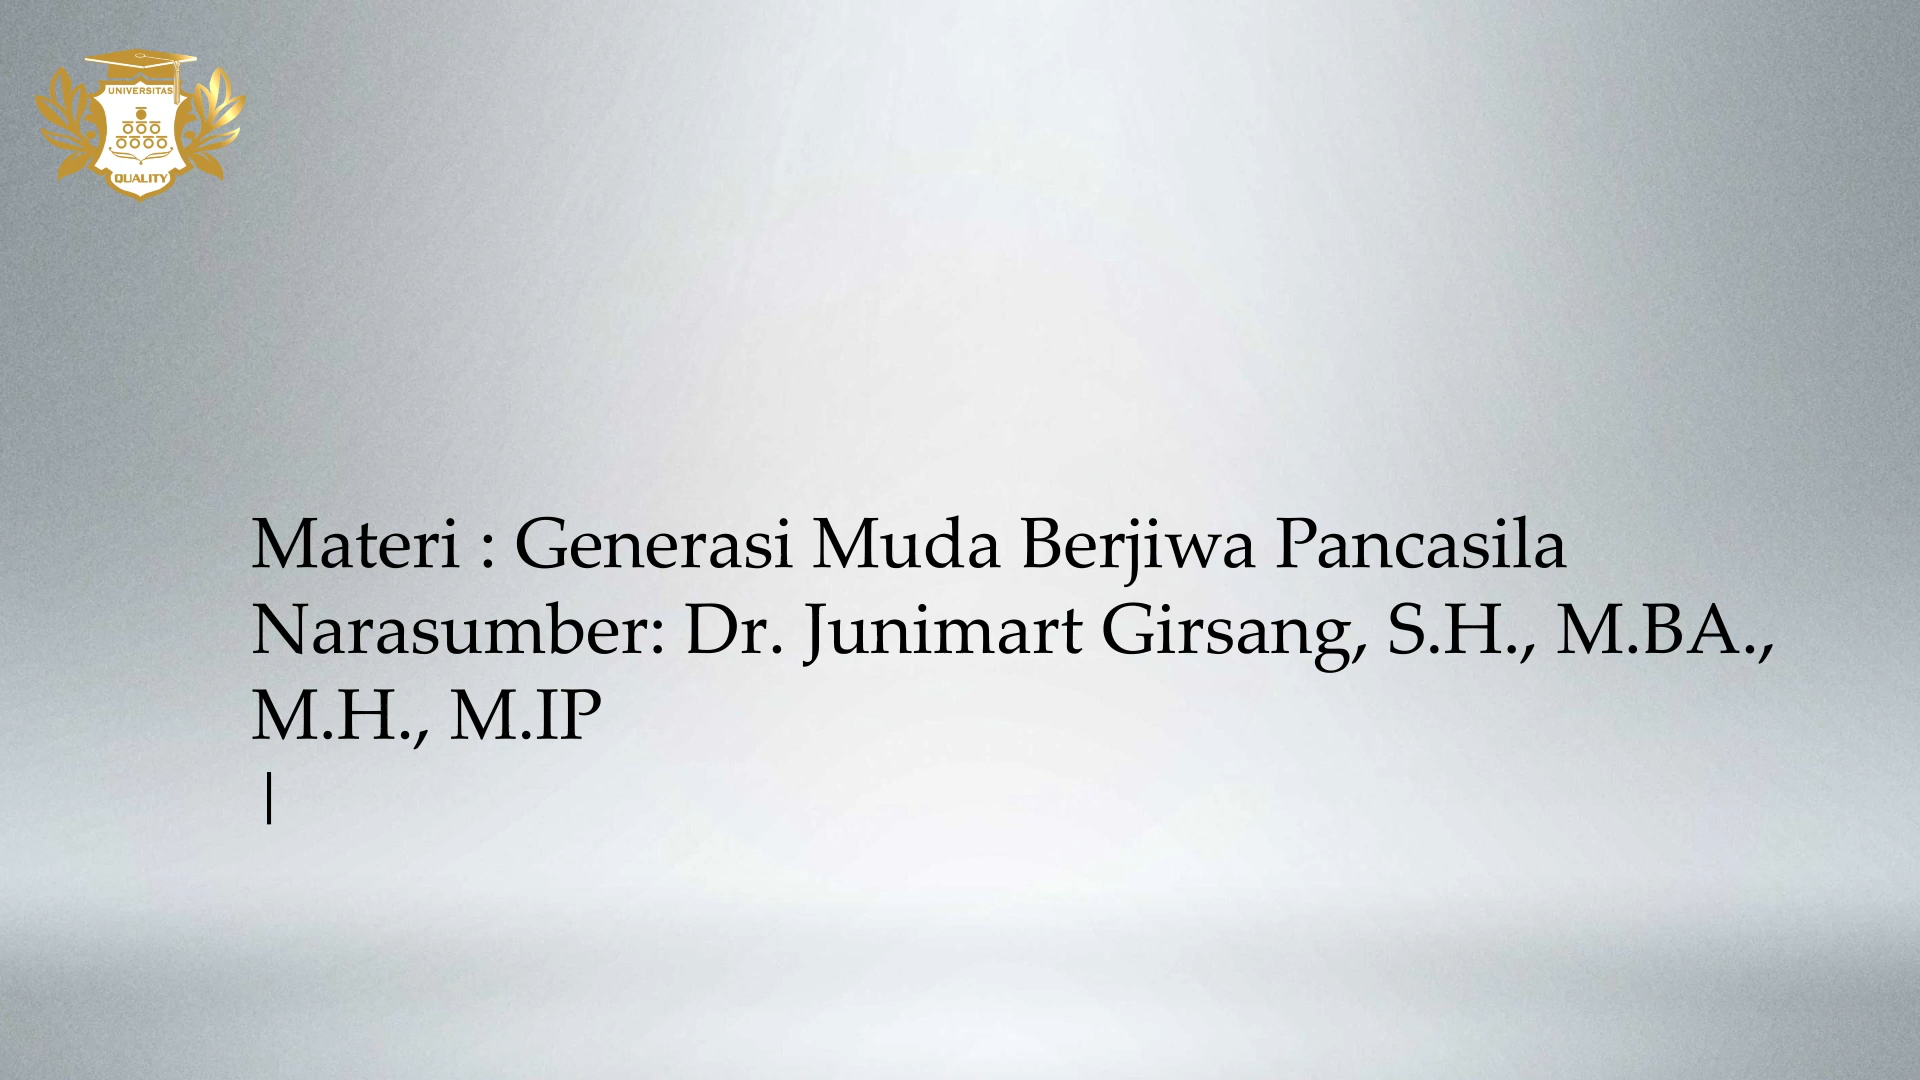 UNIVERSITAS
QUALITY
Materi : Generasi Muda Berjiwa Pancasila
Narasumber: Dr. Junimart Girsang, S.H., M.BA.,
M.H., M.IP
|